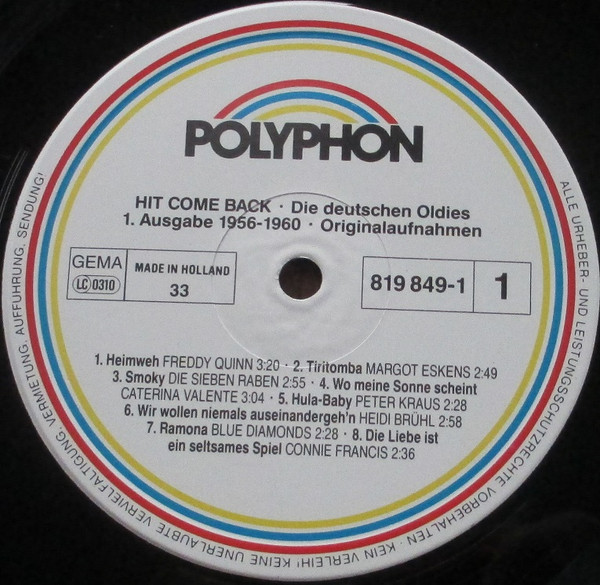 POLYPHON
HIT COME BACK · Die deutschen Oldies
1. Ausgabe 1956-1960 · Originalaufnahmen
GEMA
LC 0310
MADE IN HOLLAND
33
819 849-1
1
1. Heimweh FREDDY QUINN 3:20 · 2. Tiritomba MARGOT ESKENS 2:49
3. Smoky DIE SIEBEN RABEN 2:55 · 4. Wo meine Sonne scheint
CATERINA VALENTE 3:04 · 5. Hula-Baby PETER KRAUS 2:28
6. Wir wollen niemals auseinandergeh'n HEIDI BRÜHL 2:58
7. Ramona BLUE DIAMONDS 2:28 · 8. Die Liebe ist
ein seltsames Spiel CONNIE FRANCIS 2:36
ALLE URHEBER- UND LEISTUNGSSCHUTZRECHTE VORBEHALTEN · KEIN VERLEIH! KEINE UNERLAUBTE VERVIELFÄLTIGUNG, VERMIETUNG, AUFFÜHRUNG, SENDUNG!